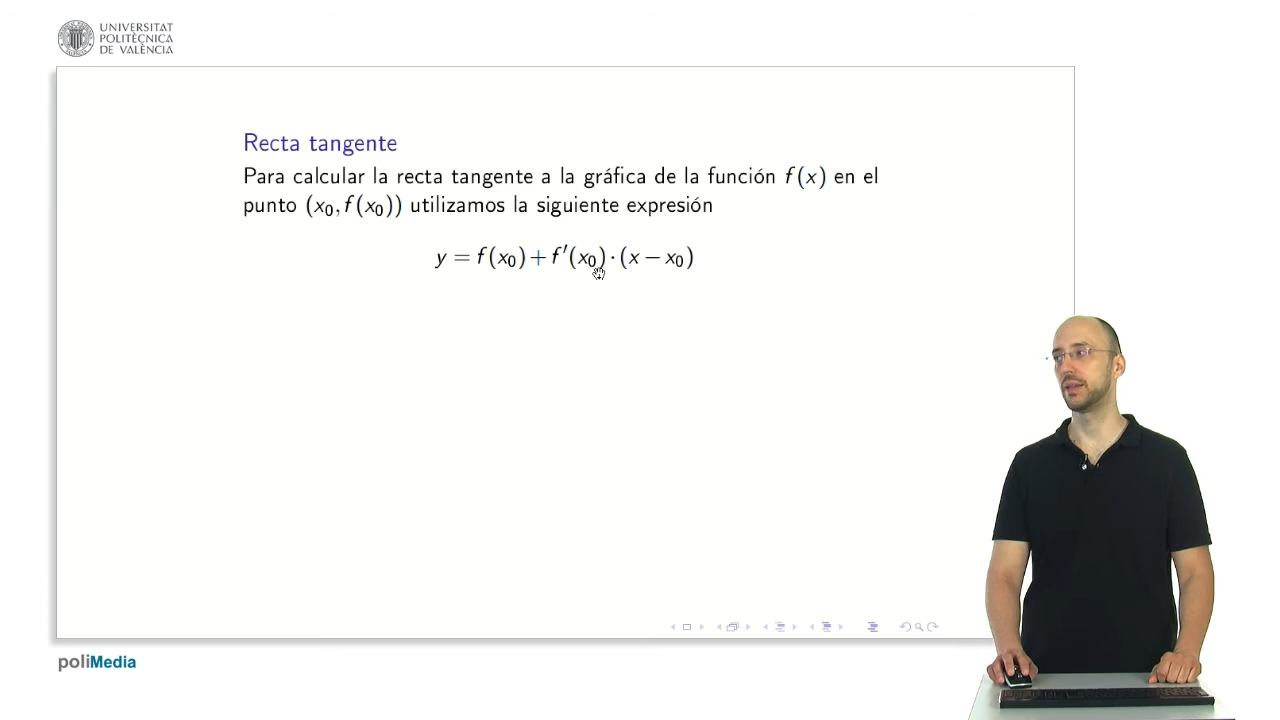 UNIVERSITAT
POLITÈCNICA
DE VALÈNCIA
Recta tangente
Para calcular la recta tangente a la gráfica de la función f(x) en el
punto (x₀, f(x₀)) utilizamos la siguiente expresión
y = f(x₀) + f′(x₀) · (x − x₀)
poliMedia